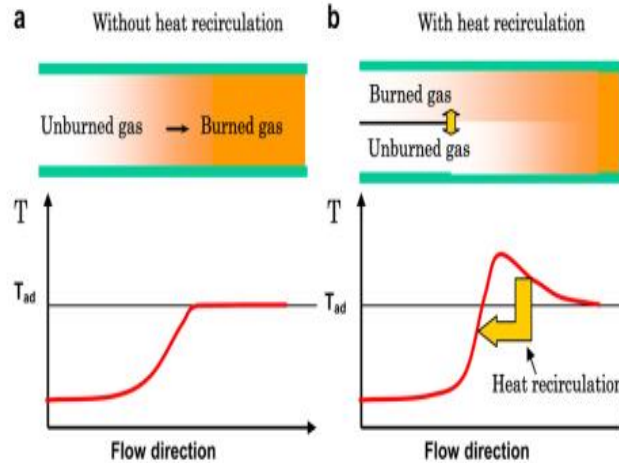 a
Without heat recirculation
Unburned gas
Burned gas
T
Tad
Flow direction
b
With heat recirculation
Burned gas
Unburned gas
T
Tad
Heat recirculation
Flow direction